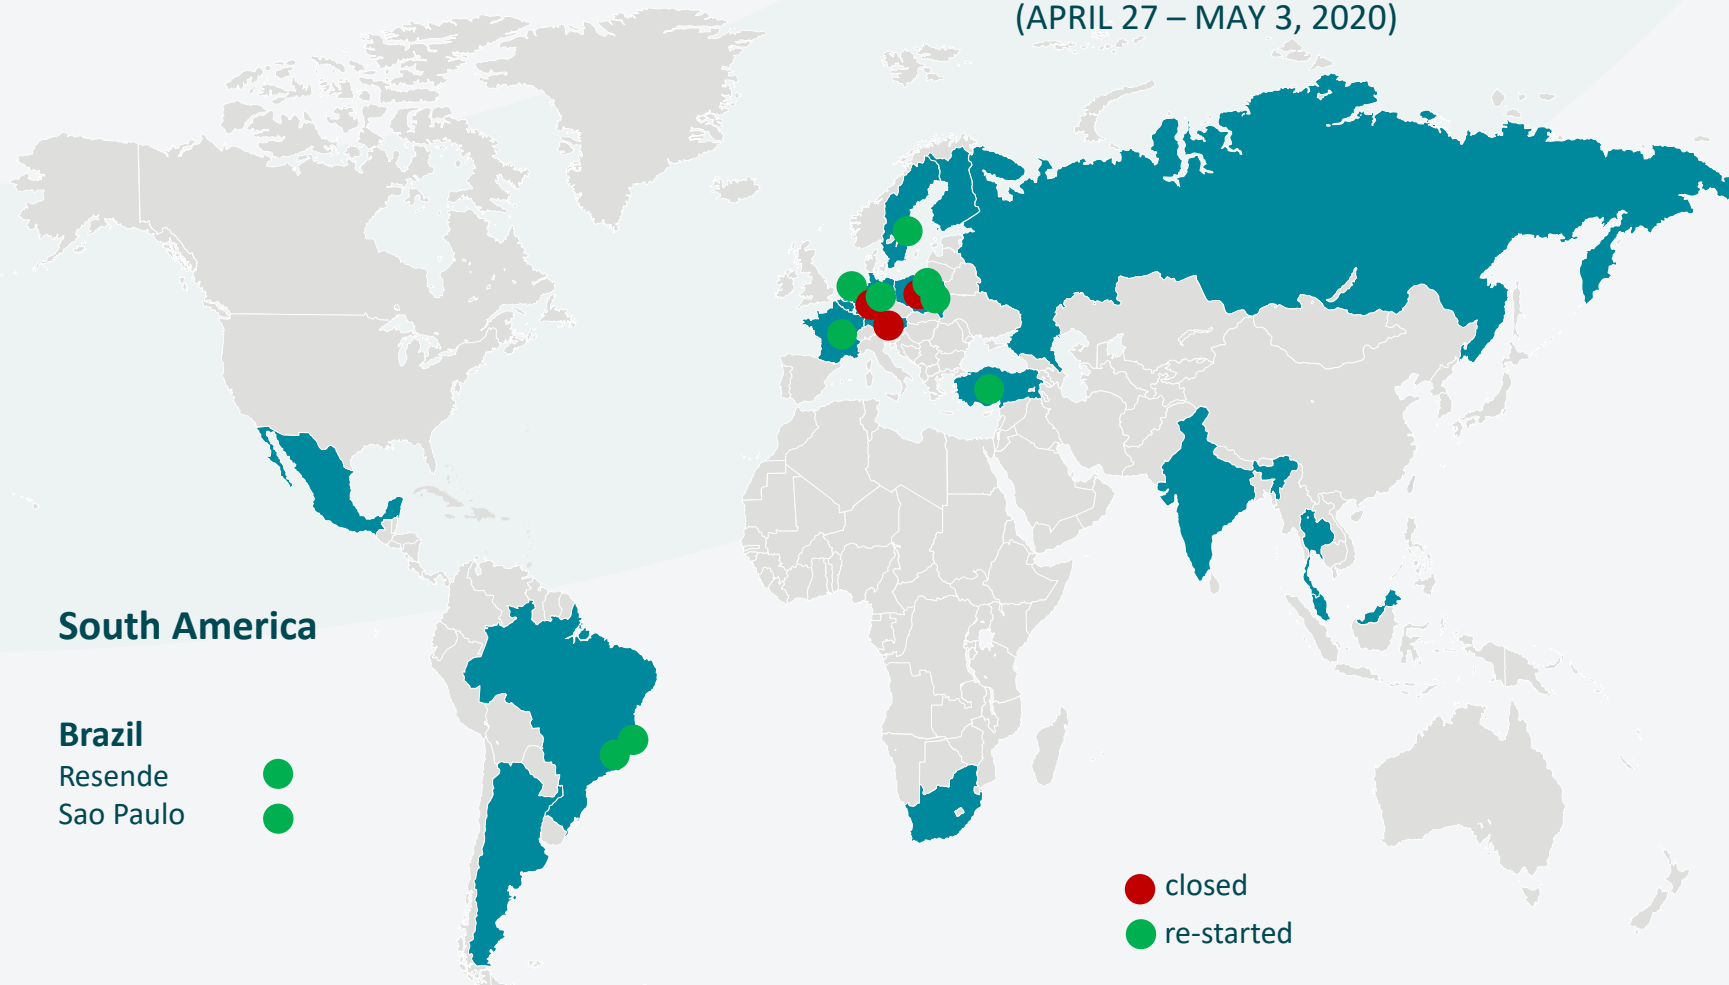 (APRIL 27 – MAY 3, 2020)
South America
Brazil
Resende
Sao Paulo
closed
re-started